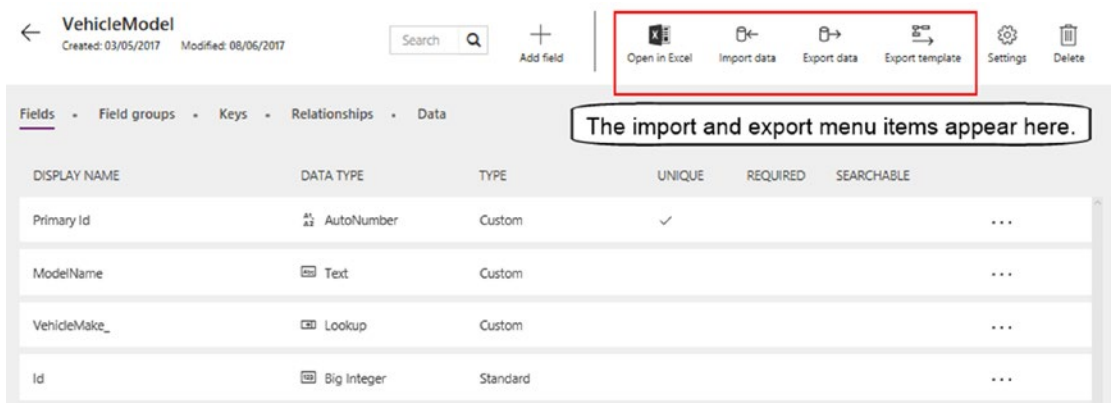 VehicleModel
Created: 03/05/2017 Modified: 08/06/2017
Search
Add field
Open in Excel
Import data
Export data
Export template
Settings
Delete
Fields • Field groups • Keys • Relationships • Data
The import and export menu items appear here.
DISPLAY NAME DATA TYPE TYPE UNIQUE REQUIRED SEARCHABLE
Primary Id AutoNumber Custom ✓ ...
ModelName Abc Text Custom ...
VehicleMake_ Lookup Custom ...
Id 123 Big Integer Standard ...